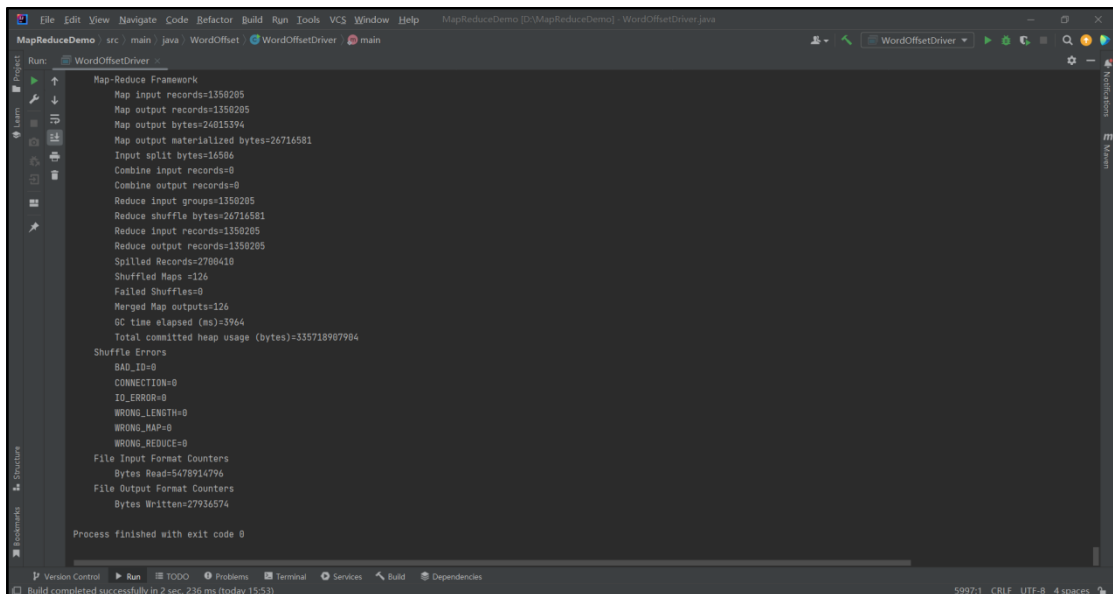 File Edit View Navigate Code Refactor Build Run Tools VCS Window Help MapReduceDemo [D:\MapReduceDemo] - WordOffsetDriver.java
MapReduceDemo src main java WordOffset WordOffsetDriver main WordOffsetDriver
Run: WordOffsetDriver
Project
Learn
Structure
Bookmarks
Notifications
Maven
Map-Reduce Framework
Map input records=1350205
Map output records=1350205
Map output bytes=24015394
Map output materialized bytes=26716581
Input split bytes=16506
Combine input records=0
Combine output records=0
Reduce input groups=1350205
Reduce shuffle bytes=26716581
Reduce input records=1350205
Reduce output records=1350205
Spilled Records=2700410
Shuffled Maps =126
Failed Shuffles=0
Merged Map outputs=126
GC time elapsed (ms)=3964
Total committed heap usage (bytes)=335718907904
Shuffle Errors
BAD_ID=0
CONNECTION=0
IO_ERROR=0
WRONG_LENGTH=0
WRONG_MAP=0
WRONG_REDUCE=0
File Input Format Counters
Bytes Read=5478914796
File Output Format Counters
Bytes Written=27936574
Process finished with exit code 0
Version Control Run TODO Problems Terminal Services Build Dependencies
Build completed successfully in 2 sec, 236 ms (today 15:53) 5997:1 CRLF UTF-8 4 spaces